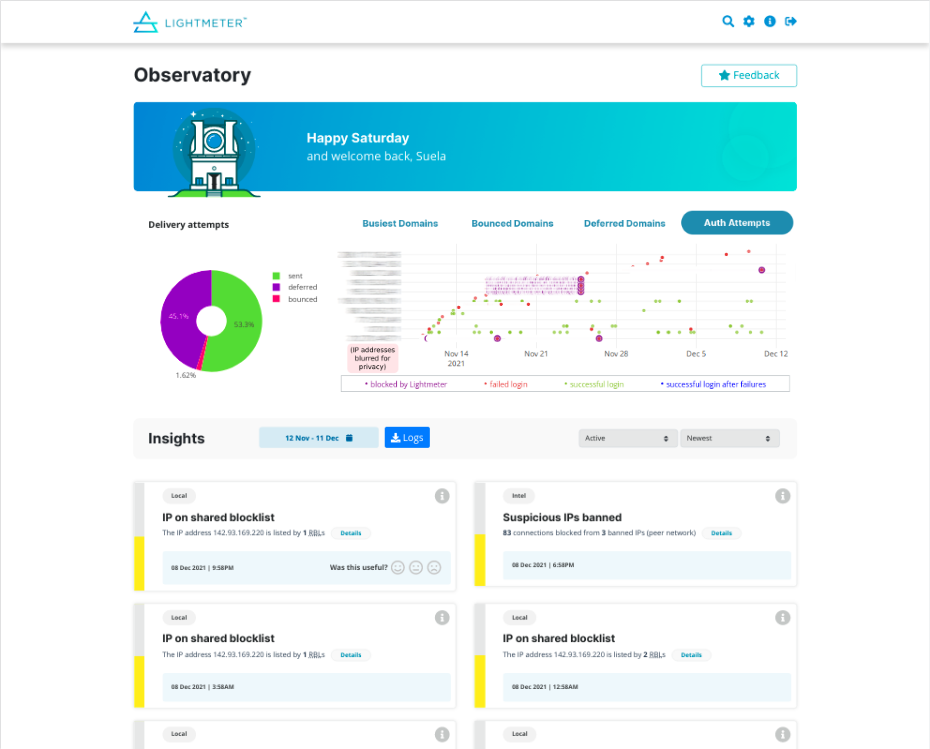 LIGHTMETER™
Observatory
Feedback
Happy Saturday
and welcome back, Suela
Delivery attempts
Busiest Domains
Bounced Domains
Deferred Domains
Auth Attempts
sent
deferred
bounced
45.1%
53.3%
1.62%
(IP addresses
blurred for
privacy)
Nov 14
2021
Nov 21
Nov 28
Dec 5
Dec 12
blocked by Lightmeter
failed login
successful login
successful login after failures
Insights
12 Nov - 11 Dec
Logs
Active
Newest
Local
IP on shared blocklist
The IP address 142.93.169.220 is listed by 1 RBLs Details
08 Dec 2021 | 9:58PM
Was this useful?
Intel
Suspicious IPs banned
83 connections blocked from 3 banned IPs (peer network) Details
08 Dec 2021 | 6:58PM
Local
IP on shared blocklist
The IP address 142.93.169.220 is listed by 1 RBLs Details
08 Dec 2021 | 3:58AM
Local
IP on shared blocklist
The IP address 142.93.169.220 is listed by 2 RBLs Details
08 Dec 2021 | 12:58AM
Local
Local